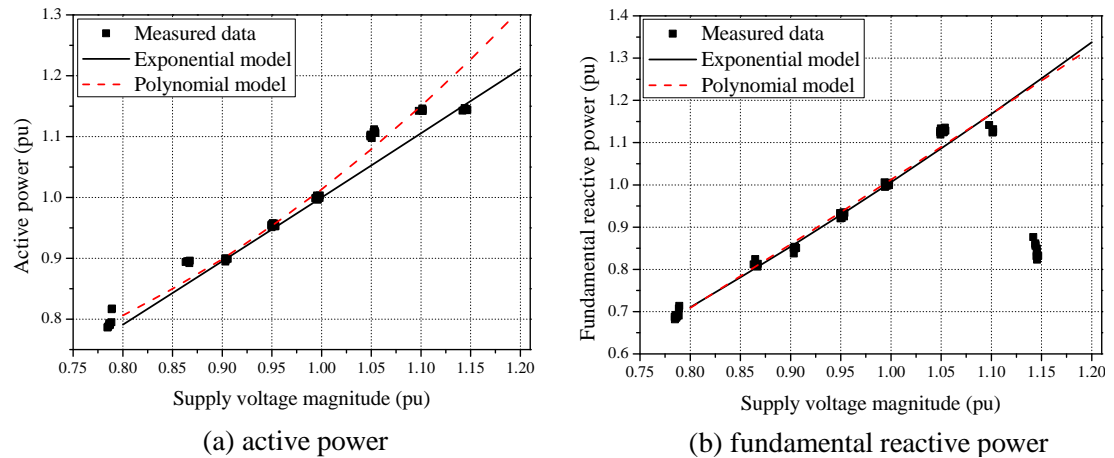 1.3
1.2
1.1
1.0
0.9
0.8
Active power (pu)
Measured data
Exponential model
Polynomial model
0.75 0.80 0.85 0.90 0.95 1.00 1.05 1.10 1.15 1.20
Supply voltage magnitude (pu)
(a) active power
1.4
1.3
1.2
1.1
1.0
0.9
0.8
0.7
0.6
Fundamental reactive power (pu)
Measured data
Exponential model
Polynomial model
0.75 0.80 0.85 0.90 0.95 1.00 1.05 1.10 1.15 1.20
Supply voltage magnitude (pu)
(b) fundamental reactive power